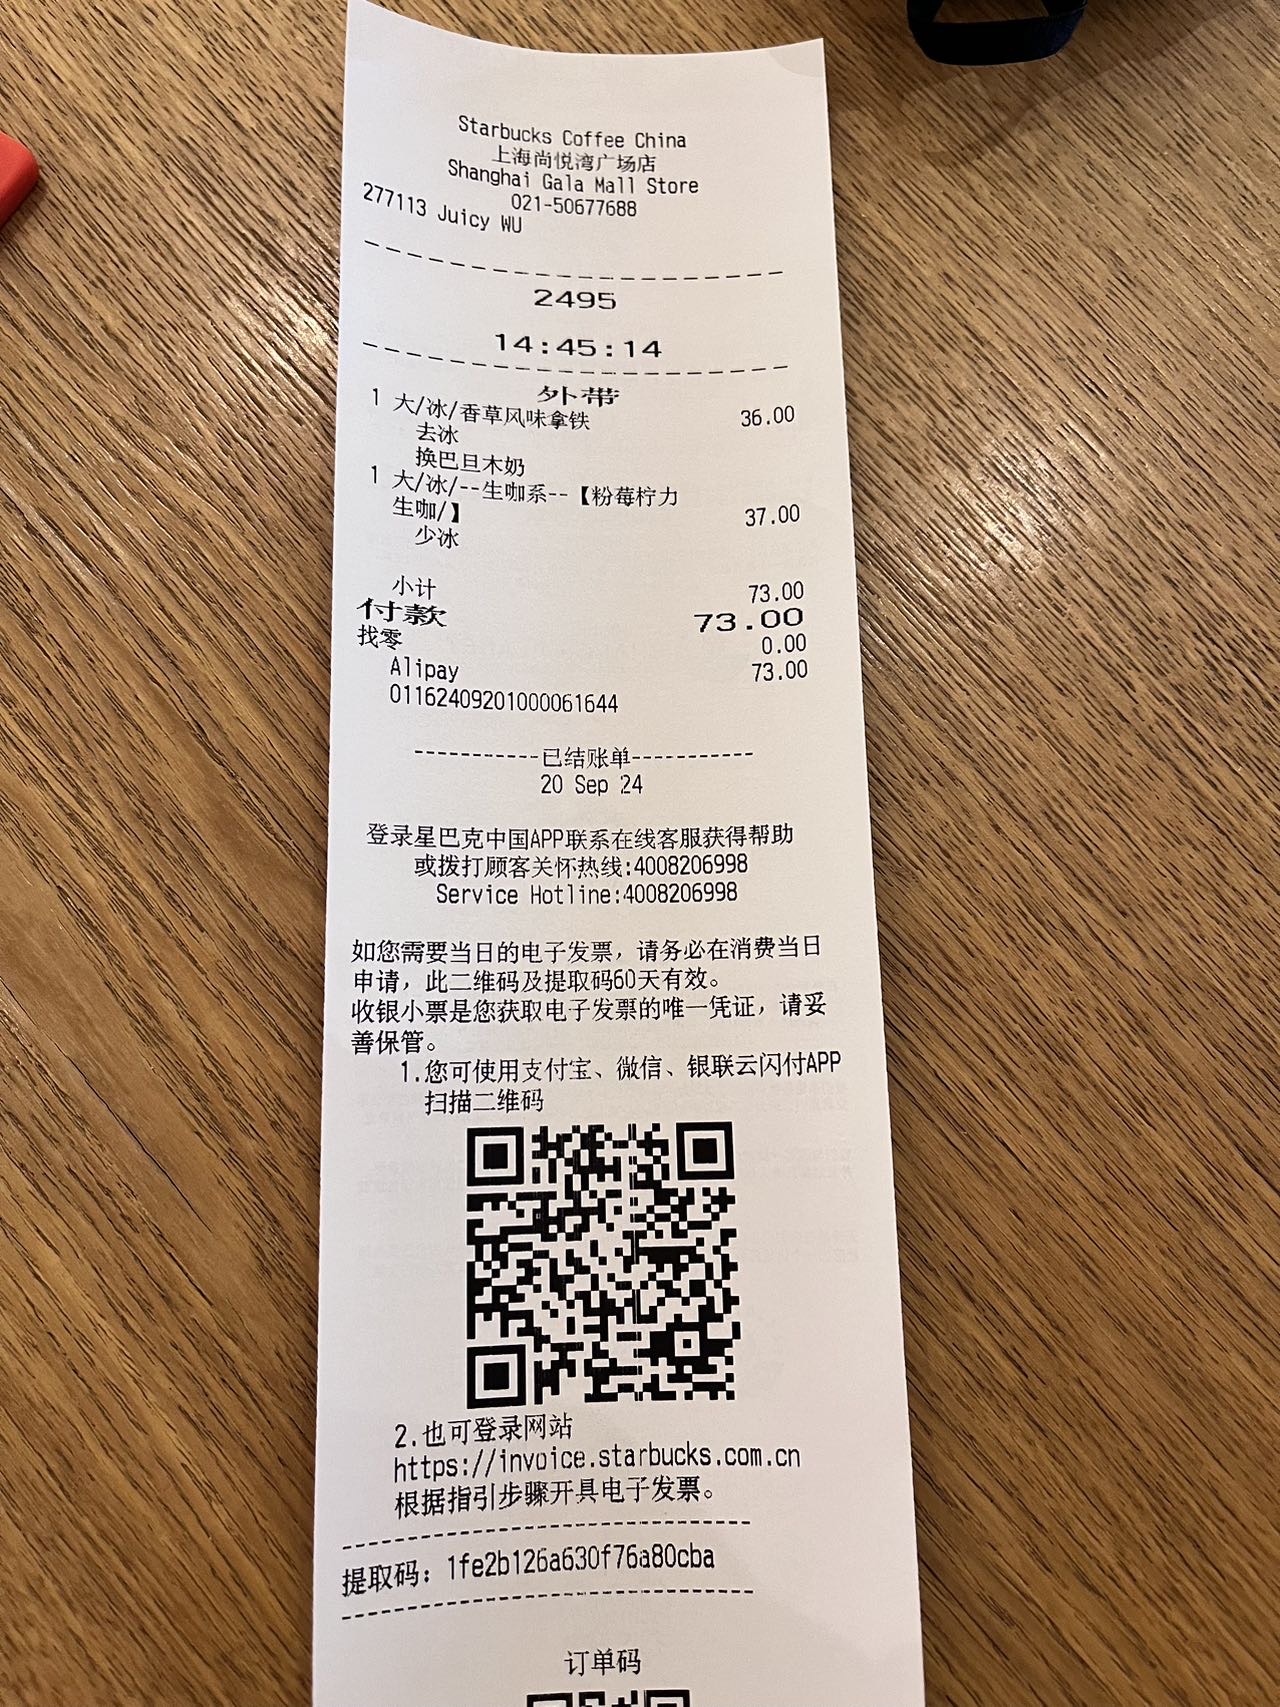 Starbucks Coffee China
上海尚悦湾广场店
Shanghai Gala Mall Store
021-50677688
277113 Juicy WU
2495
14:45:14
外带
1 大/冰/香草风味拿铁 36.00
去冰
换巴旦木奶
1 大/冰/--生咖系--【粉莓柠力
生咖/】 37.00
少冰
小计 73.00
付款 73.00
找零 0.00
Alipay 73.00
01162409201000061644
-----------已结账单-----------
20 Sep 24
登录星巴克中国APP联系在线客服获得帮助
或拨打顾客关怀热线:4008206998
Service Hotline:4008206998
如您需要当日的电子发票，请务必在消费当日
申请，此二维码及提取码60天有效。
收银小票是您获取电子发票的唯一凭证，请妥
善保管。
1.您可使用支付宝、微信、银联云闪付APP
扫描二维码
2.也可登录网站
https://invoice.starbucks.com.cn
根据指引步骤开具电子发票。
提取码：1fe2b126a630f76a80cba
订单码